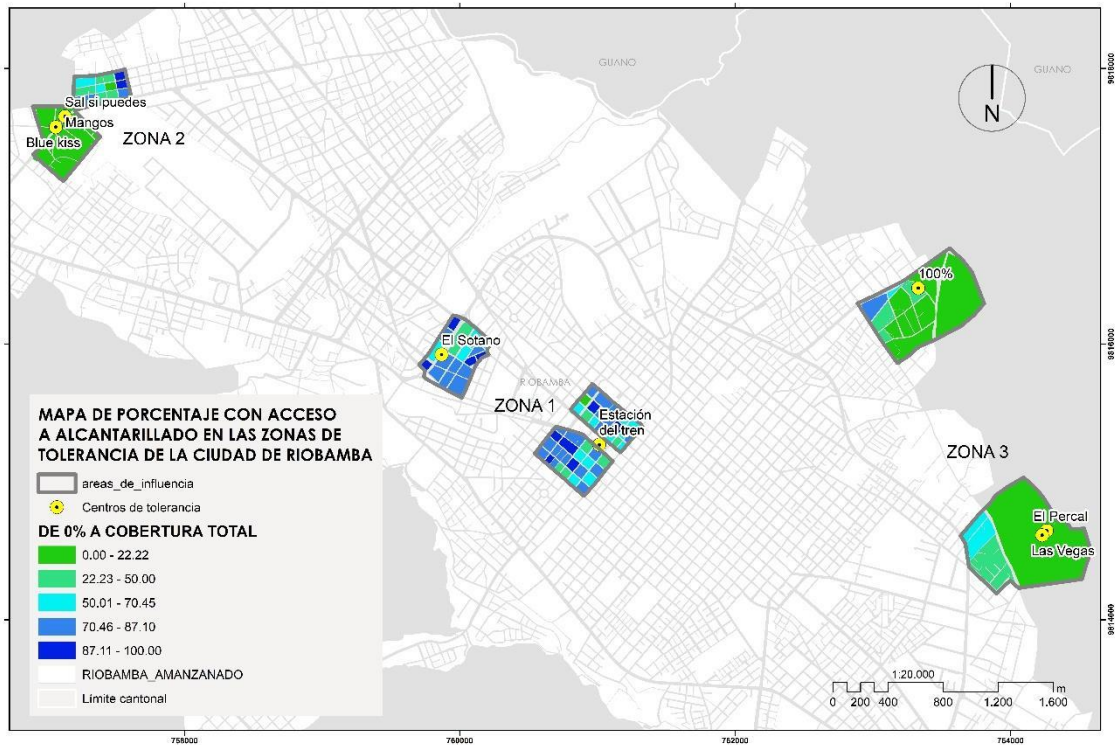 GUANO
GUANO
N
Sal si puedes
Mangos
Blue kiss
ZONA 2
100%
El Sotano
RIOBAMBA
ZONA 1
Estación
del tren
ZONA 3
El Percal
Las Vegas
MAPA DE PORCENTAJE CON ACCESO
A ALCANTARILLADO EN LAS ZONAS DE
TOLERANCIA DE LA CIUDAD DE RIOBAMBA
areas_de_influencia
Centros de tolerancia
DE 0% A COBERTURA TOTAL
0.00 - 22.22
22.23 - 50.00
50.01 - 70.45
70.46 - 87.10
87.11 - 100.00
RIOBAMBA_AMANZANADO
Límite cantonal
1:20.000
0 200 400 800 1.200 1.600 m
758000 760000 762000 764000
9818000
9816000
9814000